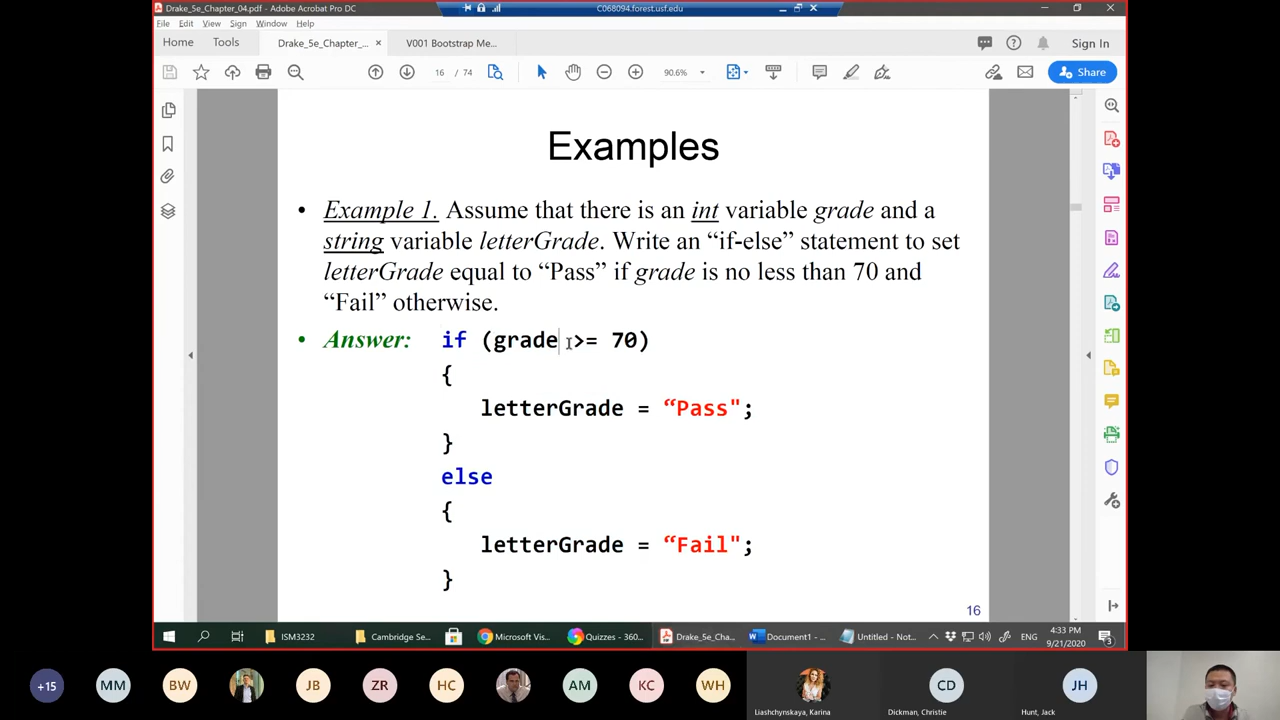 Drake_5e_Chapter_04.pdf - Adobe Acrobat Pro DC
C068094.forest.usf.edu
File Edit View Sign Window Help
Home Tools Drake_5e_Chapter_... × V001 Bootstrap Me... Sign In
16 / 74 90.6% Share
Examples
• Example 1. Assume that there is an int variable grade and a
string variable letterGrade. Write an “if-else” statement to set
letterGrade equal to “Pass” if grade is no less than 70 and
“Fail” otherwise.
• Answer: if (grade >= 70)
{
letterGrade = “Pass";
}
else
{
letterGrade = “Fail";
}
16
ISM3232 Cambridge Se... Microsoft Vis... Quizzes - 360... Drake_5e_Cha... Document1 - ... Untitled - Not... ENG 4:33 PM
9/21/2020 3
+15 MM BW JB ZR HC AM KC WH CD JH
Liashchynskaya, Karina Dickman, Christie Hunt, Jack